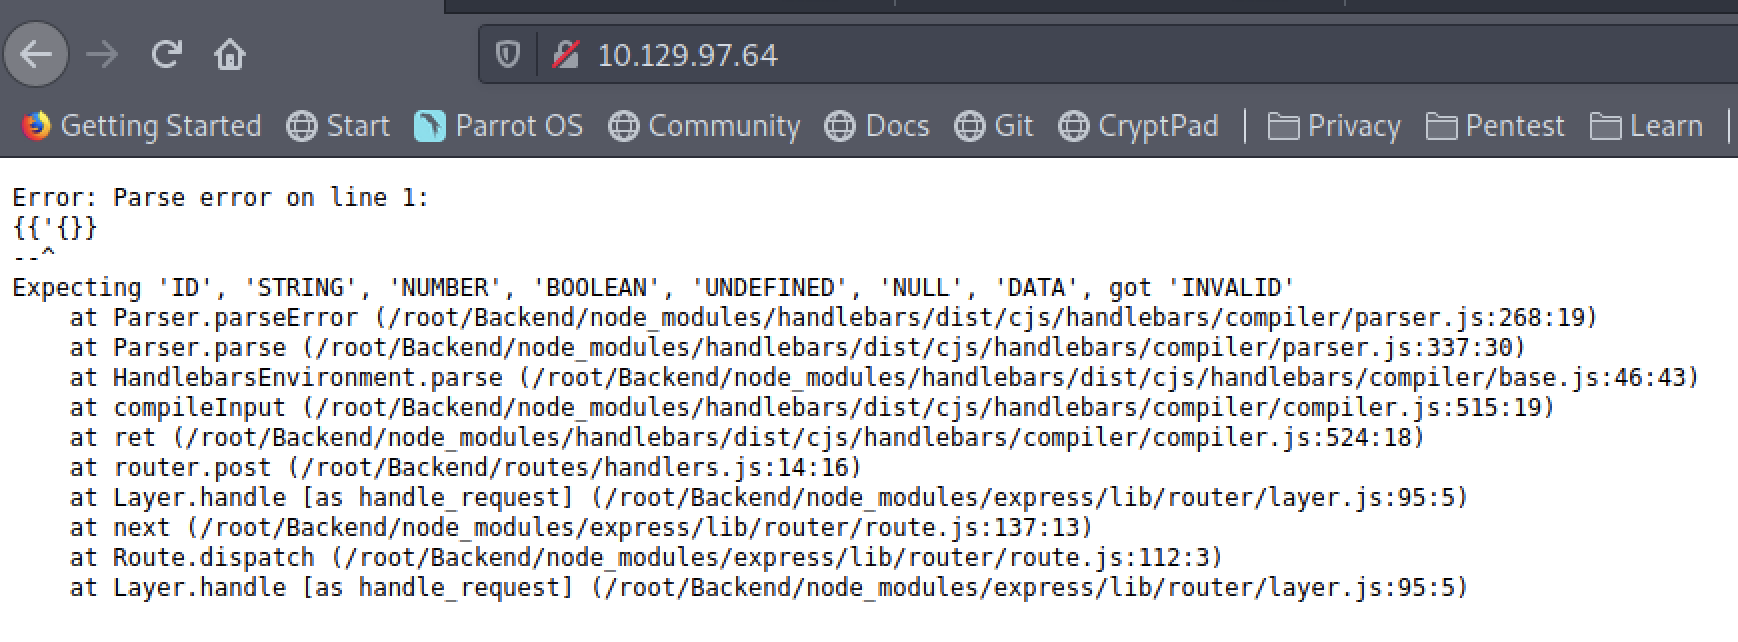 10.129.97.64
Getting Started Start Parrot OS Community Docs Git CryptPad Privacy Pentest Learn
Error: Parse error on line 1:
{{'{}}
--^
Expecting 'ID', 'STRING', 'NUMBER', 'BOOLEAN', 'UNDEFINED', 'NULL', 'DATA', got 'INVALID'
    at Parser.parseError (/root/Backend/node_modules/handlebars/dist/cjs/handlebars/compiler/parser.js:268:19)
    at Parser.parse (/root/Backend/node_modules/handlebars/dist/cjs/handlebars/compiler/parser.js:337:30)
    at HandlebarsEnvironment.parse (/root/Backend/node_modules/handlebars/dist/cjs/handlebars/compiler/base.js:46:43)
    at compileInput (/root/Backend/node_modules/handlebars/dist/cjs/handlebars/compiler/compiler.js:515:19)
    at ret (/root/Backend/node_modules/handlebars/dist/cjs/handlebars/compiler/compiler.js:524:18)
    at router.post (/root/Backend/routes/handlers.js:14:16)
    at Layer.handle [as handle_request] (/root/Backend/node_modules/express/lib/router/layer.js:95:5)
    at next (/root/Backend/node_modules/express/lib/router/route.js:137:13)
    at Route.dispatch (/root/Backend/node_modules/express/lib/router/route.js:112:3)
    at Layer.handle [as handle_request] (/root/Backend/node_modules/express/lib/router/layer.js:95:5)